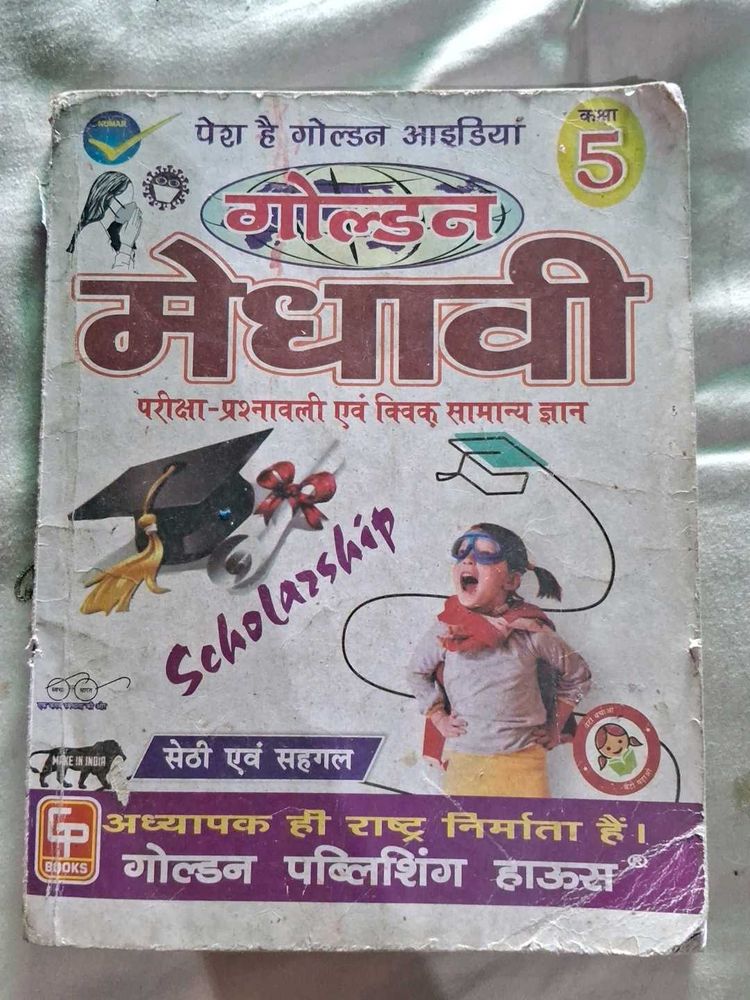 पेश है गोल्डन आइडियां
कक्षा
5
गोल्डन
मेधावी
परीक्षा-प्रश्नावली एवं क्विक सामान्य ज्ञान
Scholarship
MAKE IN INDIA
सेठी एवं सहगल
GP
BOOKS
अध्यापक ही राष्ट्र निर्माता हैं।
गोल्डन पब्लिशिंग हाऊस®